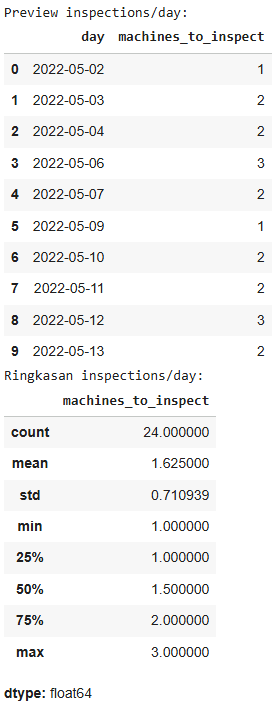 Preview inspections/day:
day machines_to_inspect
0 2022-05-02 1
1 2022-05-03 2
2 2022-05-04 2
3 2022-05-06 3
4 2022-05-07 2
5 2022-05-09 1
6 2022-05-10 2
7 2022-05-11 2
8 2022-05-12 3
9 2022-05-13 2
Ringkasan inspections/day:
machines_to_inspect
count 24.000000
mean 1.625000
std 0.710939
min 1.000000
25% 1.000000
50% 1.500000
75% 2.000000
max 3.000000
dtype: float64